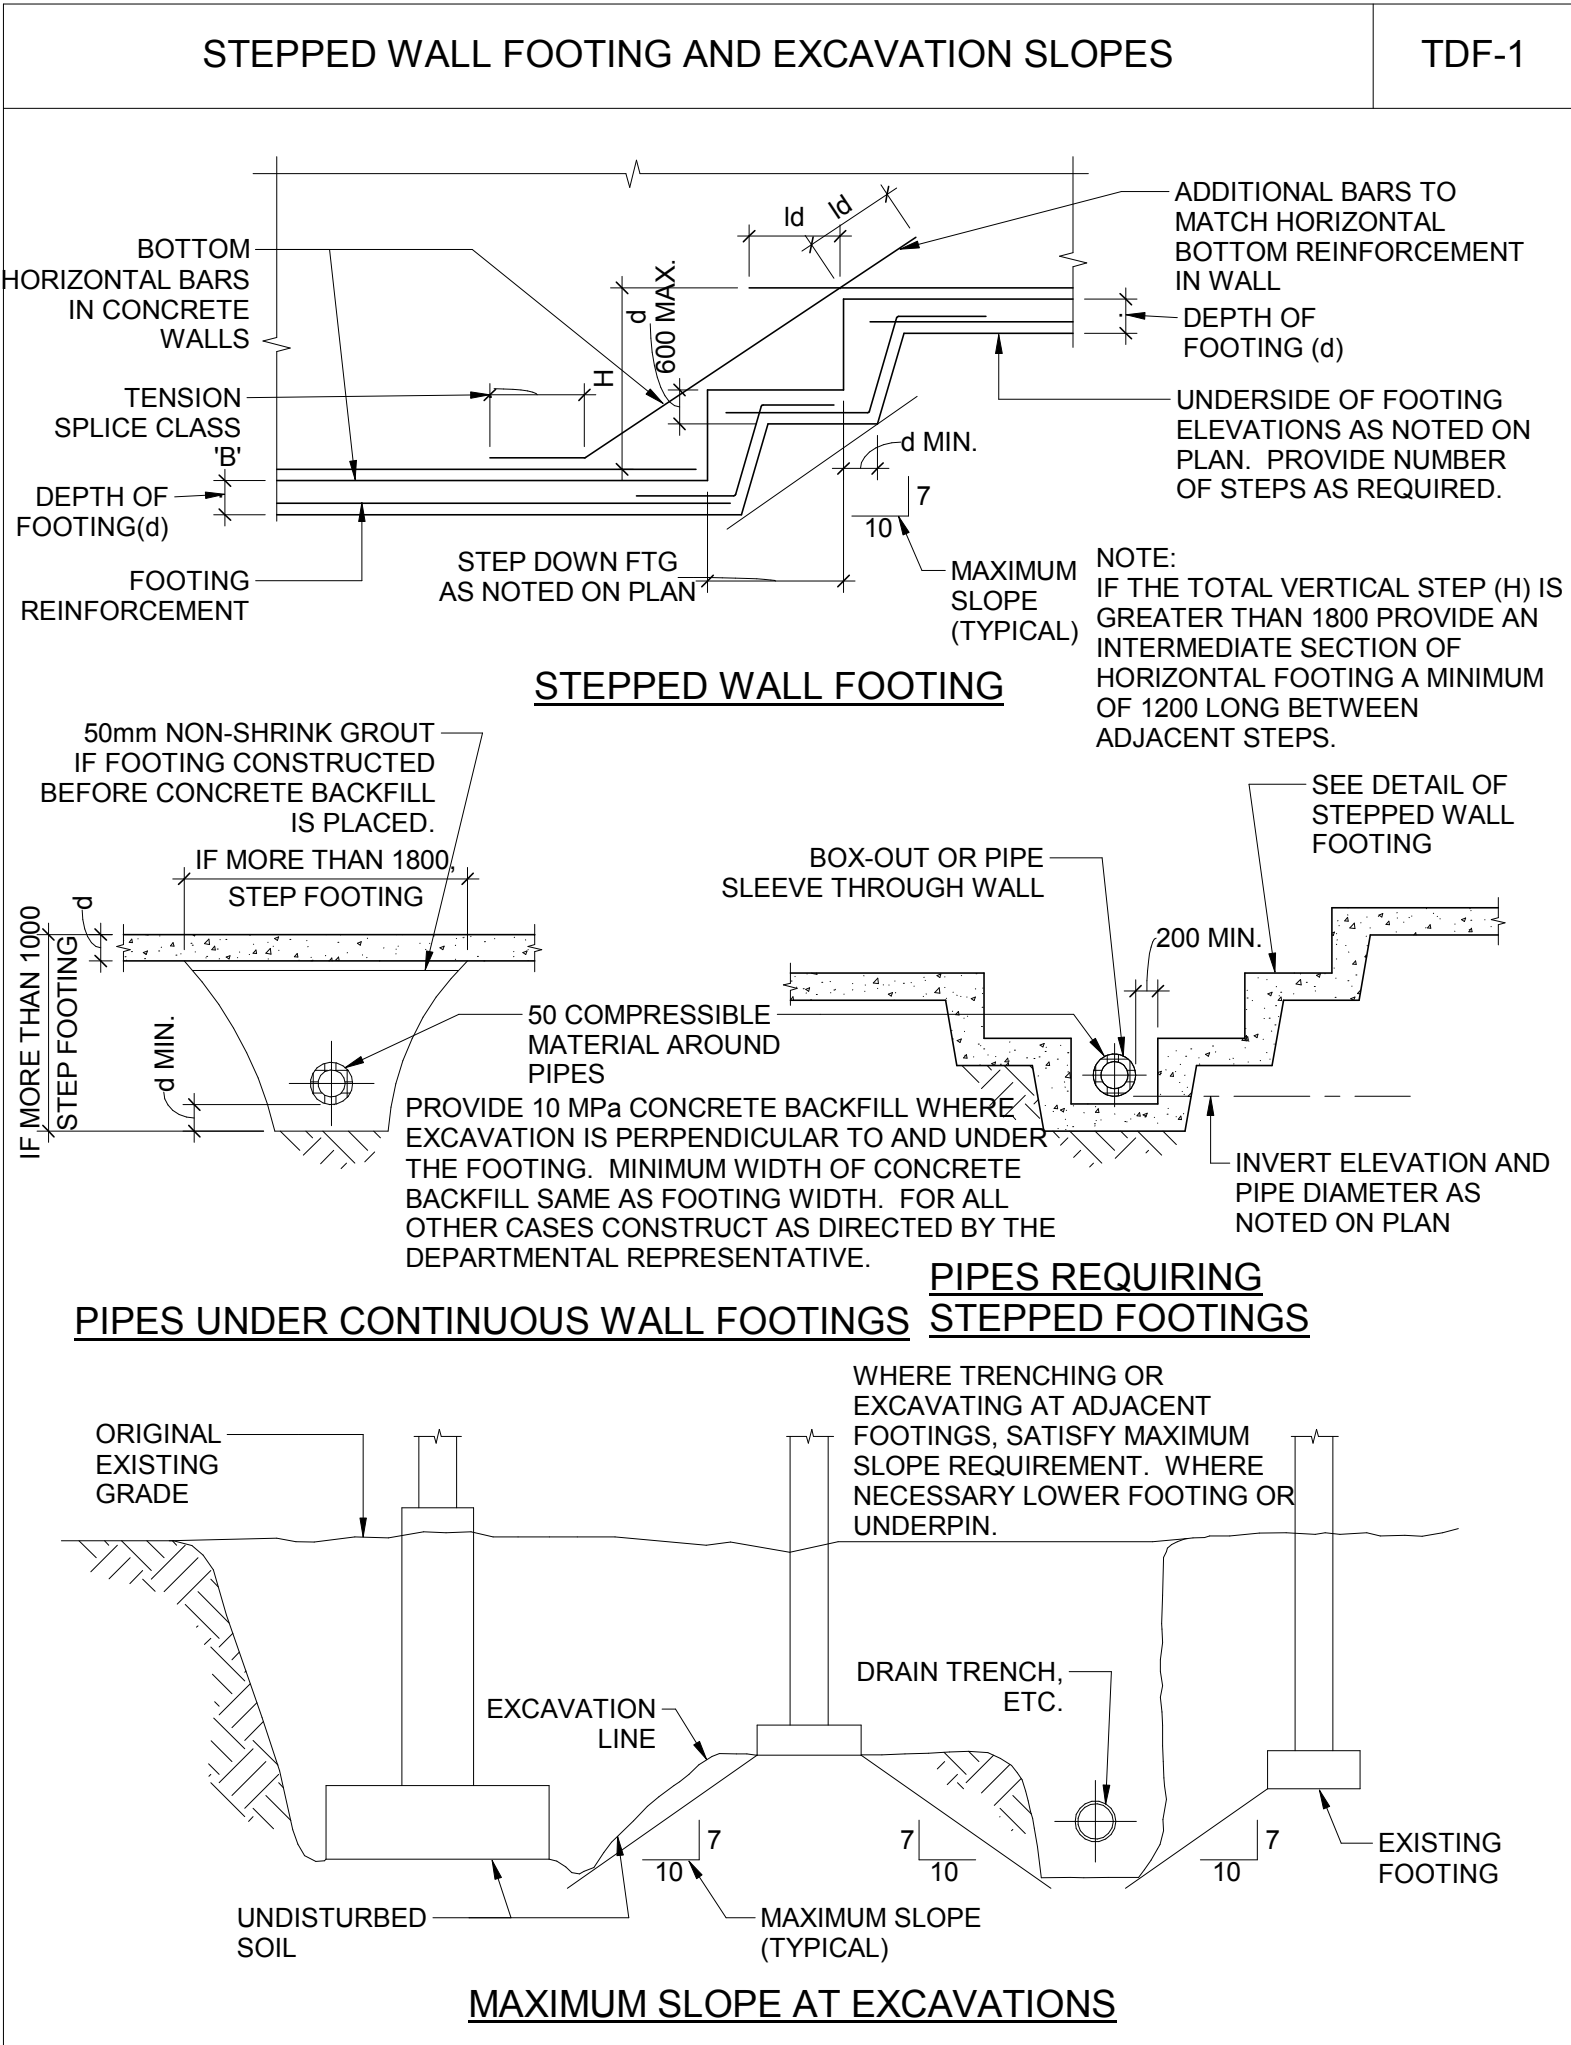 STEPPED WALL FOOTING AND EXCAVATION SLOPES
TDF-1
BOTTOM
HORIZONTAL BARS
IN CONCRETE
WALLS
TENSION
SPLICE CLASS
'B'
DEPTH OF
FOOTING(d)
FOOTING
REINFORCEMENT
ld
ld
d
600 MAX.
H
ADDITIONAL BARS TO
MATCH HORIZONTAL
BOTTOM REINFORCEMENT
IN WALL
DEPTH OF
FOOTING (d)
UNDERSIDE OF FOOTING
ELEVATIONS AS NOTED ON
PLAN. PROVIDE NUMBER
OF STEPS AS REQUIRED.
d MIN.
7
10
STEP DOWN FTG
AS NOTED ON PLAN
MAXIMUM
SLOPE
(TYPICAL)
NOTE:
IF THE TOTAL VERTICAL STEP (H) IS
GREATER THAN 1800 PROVIDE AN
INTERMEDIATE SECTION OF
HORIZONTAL FOOTING A MINIMUM
OF 1200 LONG BETWEEN
ADJACENT STEPS.
STEPPED WALL FOOTING
50mm NON-SHRINK GROUT
IF FOOTING CONSTRUCTED
BEFORE CONCRETE BACKFILL
IS PLACED.
IF MORE THAN 1800,
STEP FOOTING
d
IF MORE THAN 1000
STEP FOOTING
d MIN.
50 COMPRESSIBLE
MATERIAL AROUND
PIPES
PROVIDE 10 MPa CONCRETE BACKFILL WHERE
EXCAVATION IS PERPENDICULAR TO AND UNDER
THE FOOTING. MINIMUM WIDTH OF CONCRETE
BACKFILL SAME AS FOOTING WIDTH. FOR ALL
OTHER CASES CONSTRUCT AS DIRECTED BY THE
DEPARTMENTAL REPRESENTATIVE.
PIPES UNDER CONTINUOUS WALL FOOTINGS
BOX-OUT OR PIPE
SLEEVE THROUGH WALL
SEE DETAIL OF
STEPPED WALL
FOOTING
200 MIN.
INVERT ELEVATION AND
PIPE DIAMETER AS
NOTED ON PLAN
PIPES REQUIRING
STEPPED FOOTINGS
WHERE TRENCHING OR
EXCAVATING AT ADJACENT
FOOTINGS, SATISFY MAXIMUM
SLOPE REQUIREMENT. WHERE
NECESSARY LOWER FOOTING OR
UNDERPIN.
ORIGINAL
EXISTING
GRADE
EXCAVATION
LINE
DRAIN TRENCH,
ETC.
7
10
7
10
7
10
EXISTING
FOOTING
UNDISTURBED
SOIL
MAXIMUM SLOPE
(TYPICAL)
MAXIMUM SLOPE AT EXCAVATIONS